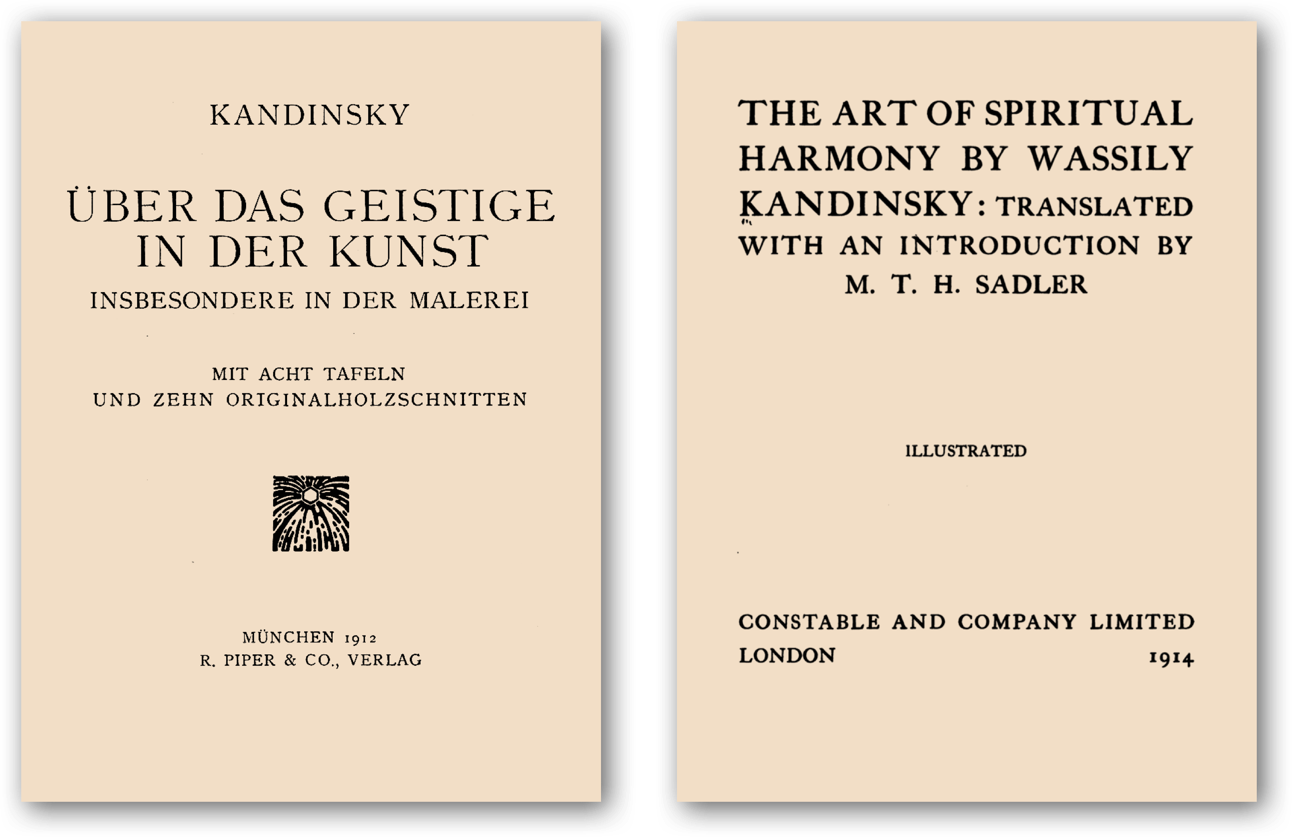 KANDINSKY
ÜBER DAS GEISTIGE
IN DER KUNST
INSBESONDERE IN DER MALEREI
MIT ACHT TAFELN
UND ZEHN ORIGINALHOLZSCHNITTEN
MÜNCHEN 1912
R. PIPER & CO., VERLAG
THE ART OF SPIRITUAL
HARMONY BY WASSILY
KANDINSKY: TRANSLATED
WITH AN INTRODUCTION BY
M. T. H. SADLER
ILLUSTRATED
CONSTABLE AND COMPANY LIMITED
LONDON 1914